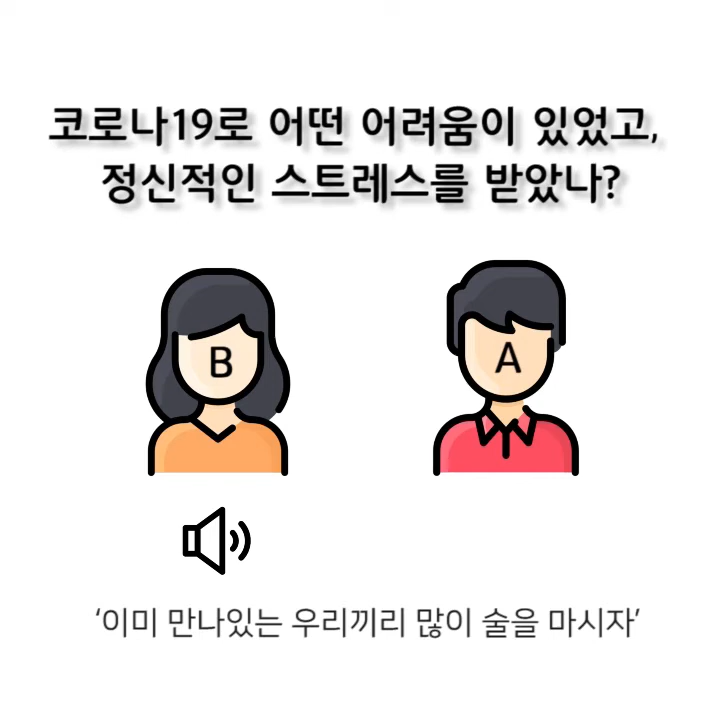 코로나19로 어떤 어려움이 있었고,
정신적인 스트레스를 받았나?
B
A
‘이미 만나있는 우리끼리 많이 술을 마시자’